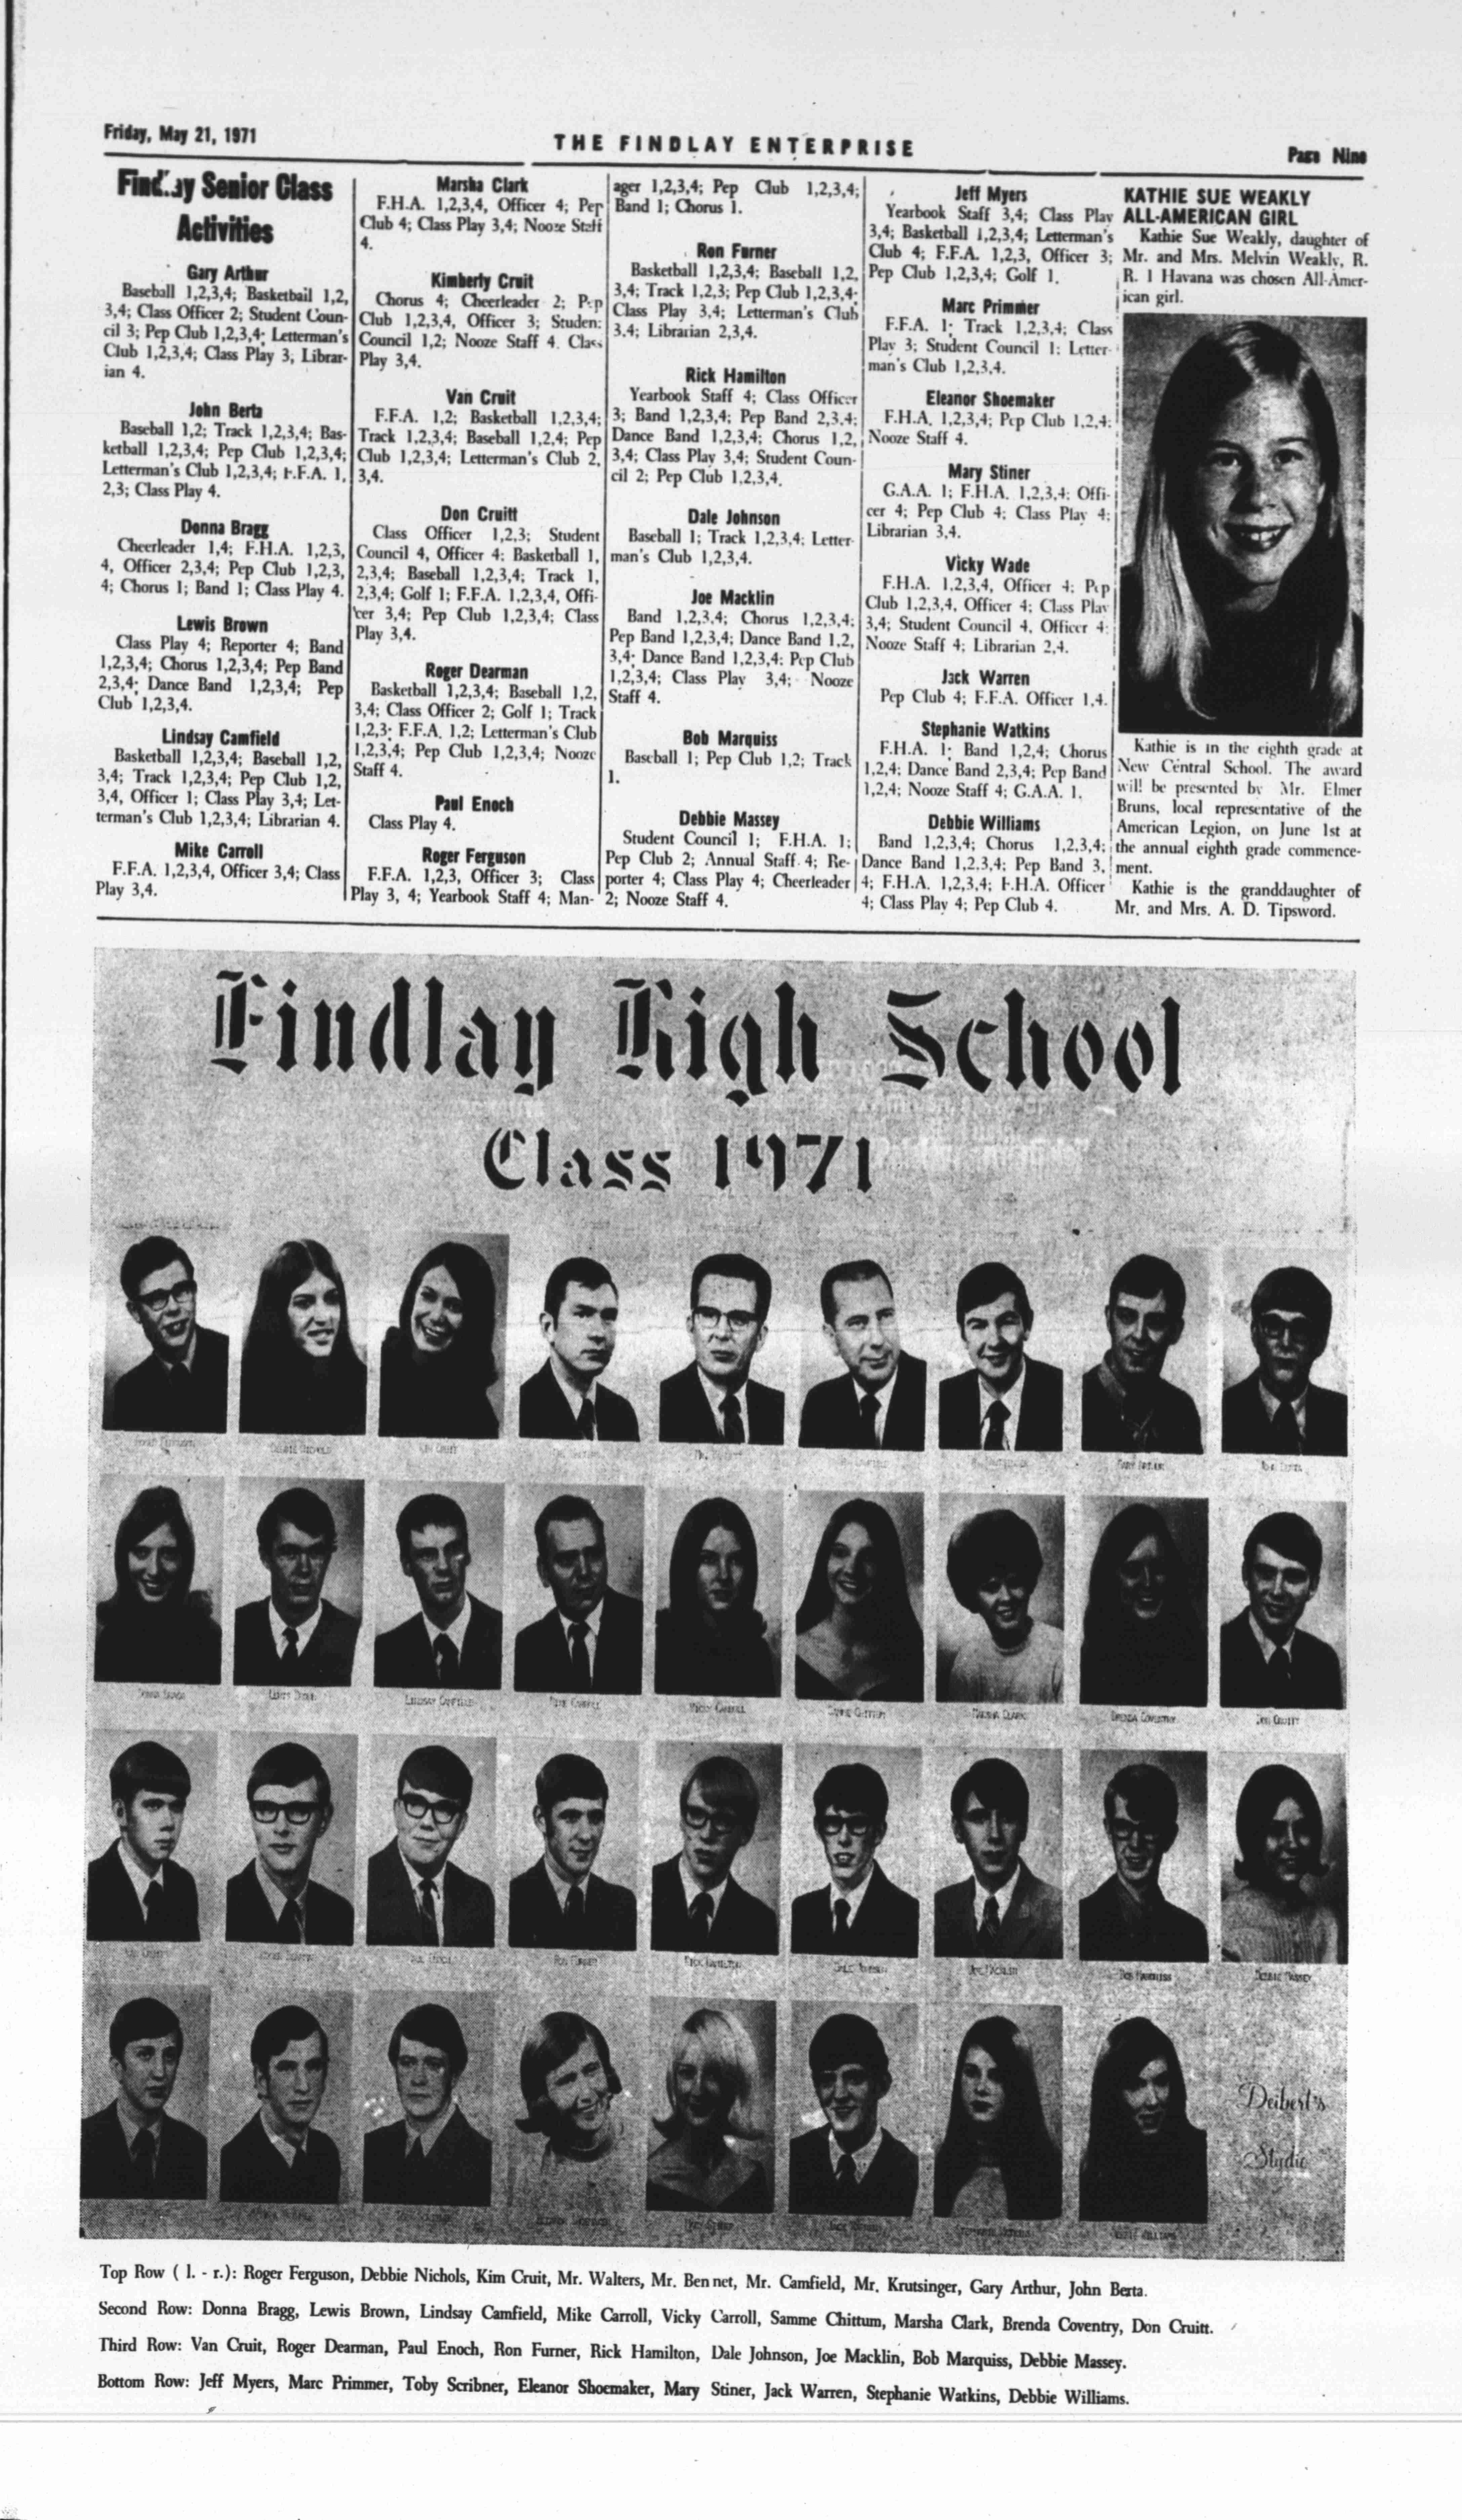 Friday, May 21, 1971
THE FINDLAY ENTERPRISE
Page Nine
Findlay Senior Class
Activities
Gary Arthur
Baseball 1,2,3,4; Basketball 1,2,
3,4; Class Officer 2; Student Coun-
cil 3; Pep Club 1,2,3,4; Letterman's
Club 1,2,3,4; Class Play 3, Librar-
ian 4.
John Berta
Baseball 1,2; Track 1,2,3,4; Bas-
ketball 1,2,3,4; Pep Club 1,2,3,4;
Letterman's Club 1,2,3,4; F.F.A. 1,
2,3; Class Play 4.
Donna Bragg
Cheerleader 1,4; F.H.A. 1,2,3,
4, Officer 2,3,4; Pep Club 1,2,3,
4; Chorus 1; Band 1; Class Play 4.
Lewis Brown
Class Play 4; Reporter 4; Band
1,2,3,4; Chorus 1,2,3,4; Pep Band
2,3,4; Dance Band 1,2,3,4; Pep
Club 1,2,3,4.
Lindsay Camfield
Basketball 1,2,3,4; Baseball 1,2,
3,4; Track 1,2,3,4; Pep Club 1,2,
3,4, Officer 1; Class Play 3,4; Let-
terman's Club 1,2,3,4; Librarian 4.
Mike Carroll
F.F.A. 1,2,3,4, Officer 3,4; Class
Play 3,4.
Marsha Clark
F.H.A. 1,2,3,4, Officer 4; Pep
Club 4; Class Play 3,4; Nooze Staff
4.
Kimberly Cruit
Chorus 4; Cheerleader 2; Pep
Club 1,2,3,4, Officer 3; Student
Council 1,2; Nooze Staff 4. Class
Play 3,4.
Van Cruit
F.F.A. 1,2; Basketball 1,2,3,4;
Track 1,2,3,4; Baseball 1,2,4; Pep
Club 1,2,3,4; Letterman's Club 2,
3,4.
Don Cruitt
Class Officer 1,2,3; Student
Council 4, Officer 4; Basketball 1,
2,3,4; Baseball 1,2,3,4; Track 1,
2,3,4; Golf 1; F.F.A. 1,2,3,4, Offi-
cer 3,4; Pep Club 1,2,3,4; Class
Play 3,4.
Roger Dearman
Basketball 1,2,3,4; Baseball 1,2,
3,4; Class Officer 2; Golf 1; Track
1,2,3; F.F.A. 1,2; Letterman's Club
1,2,3,4; Pep Club 1,2,3,4; Nooze
Staff 4.
Paul Enoch
Class Play 4.
Roger Ferguson
F.F.A. 1,2,3, Officer 3; Class
Play 3, 4; Yearbook Staff 4; Man-
ager 1,2,3,4; Pep Club 1,2,3,4;
Band 1; Chorus 1.
Ron Furner
Basketball 1,2,3,4; Baseball 1,2,
3,4; Track 1,2,3; Pep Club 1,2,3,4;
Class Play 3,4; Letterman's Club
3,4; Librarian 2,3,4.
Rick Hamilton
Yearbook Staff 4; Class Officer
3; Band 1,2,3,4; Pep Band 2,3,4;
Dance Band 1,2,3,4; Chorus 1,2,
3,4; Class Play 3,4; Student Coun-
cil 2; Pep Club 1,2,3,4.
Dale Johnson
Baseball 1; Track 1,2,3,4; Letter-
man's Club 1,2,3,4.
Joe Macklin
Band 1,2,3,4; Chorus 1,2,3,4;
Pep Band 1,2,3,4; Dance Band 1,2,
3,4; Dance Band 1,2,3,4; Pep Club
1,2,3,4; Class Play 3,4; Nooze
Staff 4.
Bob Marquiss
Baseball 1; Pep Club 1,2; Track
1.
Debbie Massey
Student Council 1; F.H.A. 1;
Pep Club 2; Annual Staff 4; Re-
porter 4; Class Play 4; Cheerleader
2; Nooze Staff 4.
Jeff Myers
Yearbook Staff 3,4; Class Play
3,4; Basketball 1,2,3,4; Letterman's
Club 4; F.F.A. 1,2,3, Officer 3;
Pep Club 1,2,3,4; Golf 1.
Marc Primmer
F.F.A. 1; Track 1,2,3,4; Class
Play 3; Student Council 1; Letter-
man's Club 1,2,3,4.
Eleanor Shoemaker
F.H.A. 1,2,3,4; Pep Club 1,2,4;
Nooze Staff 4.
Mary Stiner
G.A.A. 1; F.H.A. 1,2,3,4; Offi-
cer 4; Pep Club 4; Class Play 4;
Librarian 3,4.
Vicky Wade
F.H.A. 1,2,3,4, Officer 4; Pep
Club 1,2,3,4, Officer 4; Class Play
3,4; Student Council 4, Officer 4;
Nooze Staff 4; Librarian 2,4.
Jack Warren
Pep Club 4; F.F.A. Officer 1,4.
Stephanie Watkins
F.H.A. 1; Band 1,2,4; Chorus
1,2,4; Dance Band 2,3,4; Pep Band
1,2,4; Nooze Staff 4; G.A.A. 1.
Debbie Williams
Band 1,2,3,4; Chorus 1,2,3,4;
Dance Band 1,2,3,4; Pep Band 3,
4; F.H.A. 1,2,3,4; F.H.A. Officer
4; Class Play 4; Pep Club 4.
KATHIE SUE WEAKLY
ALL-AMERICAN GIRL
Kathie Sue Weakly, daughter of
Mr. and Mrs. Melvin Weakly, R.
R. 1 Havana was chosen All-Amer-
ican girl.
Kathie is in the eighth grade at
New Central School. The award
will be presented by Mr. Elmer
Bruns, local representative of the
American Legion, on June 1st at
the annual eighth grade commence-
ment.
Kathie is the granddaughter of
Mr. and Mrs. A. D. Tipsword.
Findlay High School
Class 1971
Lindsay Camfield
Marsha Clark
Brenda Coventry
Don Cruitt
Rick Hamilton
Bob Marquiss
Debbie Massey
Deibert's
Studio
Top Row ( l. - r.): Roger Ferguson, Debbie Nichols, Kim Cruit, Mr. Walters, Mr. Bennet, Mr. Camfield, Mr. Krutsinger, Gary Arthur, John Berta.
Second Row: Donna Bragg, Lewis Brown, Lindsay Camfield, Mike Carroll, Vicky Carroll, Samme Chittum, Marsha Clark, Brenda Coventry, Don Cruitt.
Third Row: Van Cruit, Roger Dearman, Paul Enoch, Ron Furner, Rick Hamilton, Dale Johnson, Joe Macklin, Bob Marquiss, Debbie Massey.
Bottom Row: Jeff Myers, Marc Primmer, Toby Scribner, Eleanor Shoemaker, Mary Stiner, Jack Warren, Stephanie Watkins, Debbie Williams.